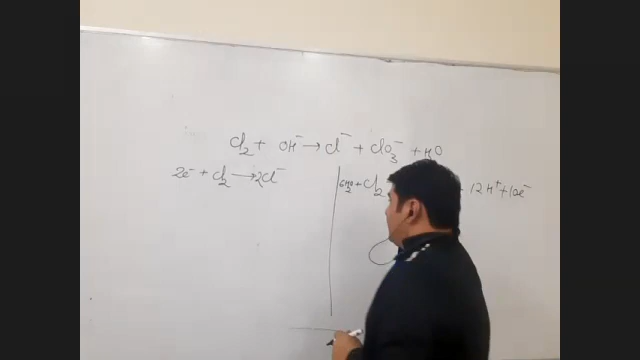 Cl₂ + OH⁻ → Cl⁻ + ClO₃⁻ + H₂O
2e⁻ + Cl₂ → 2Cl⁻
6H₂O + Cl₂ + 12H⁺ + 10e⁻